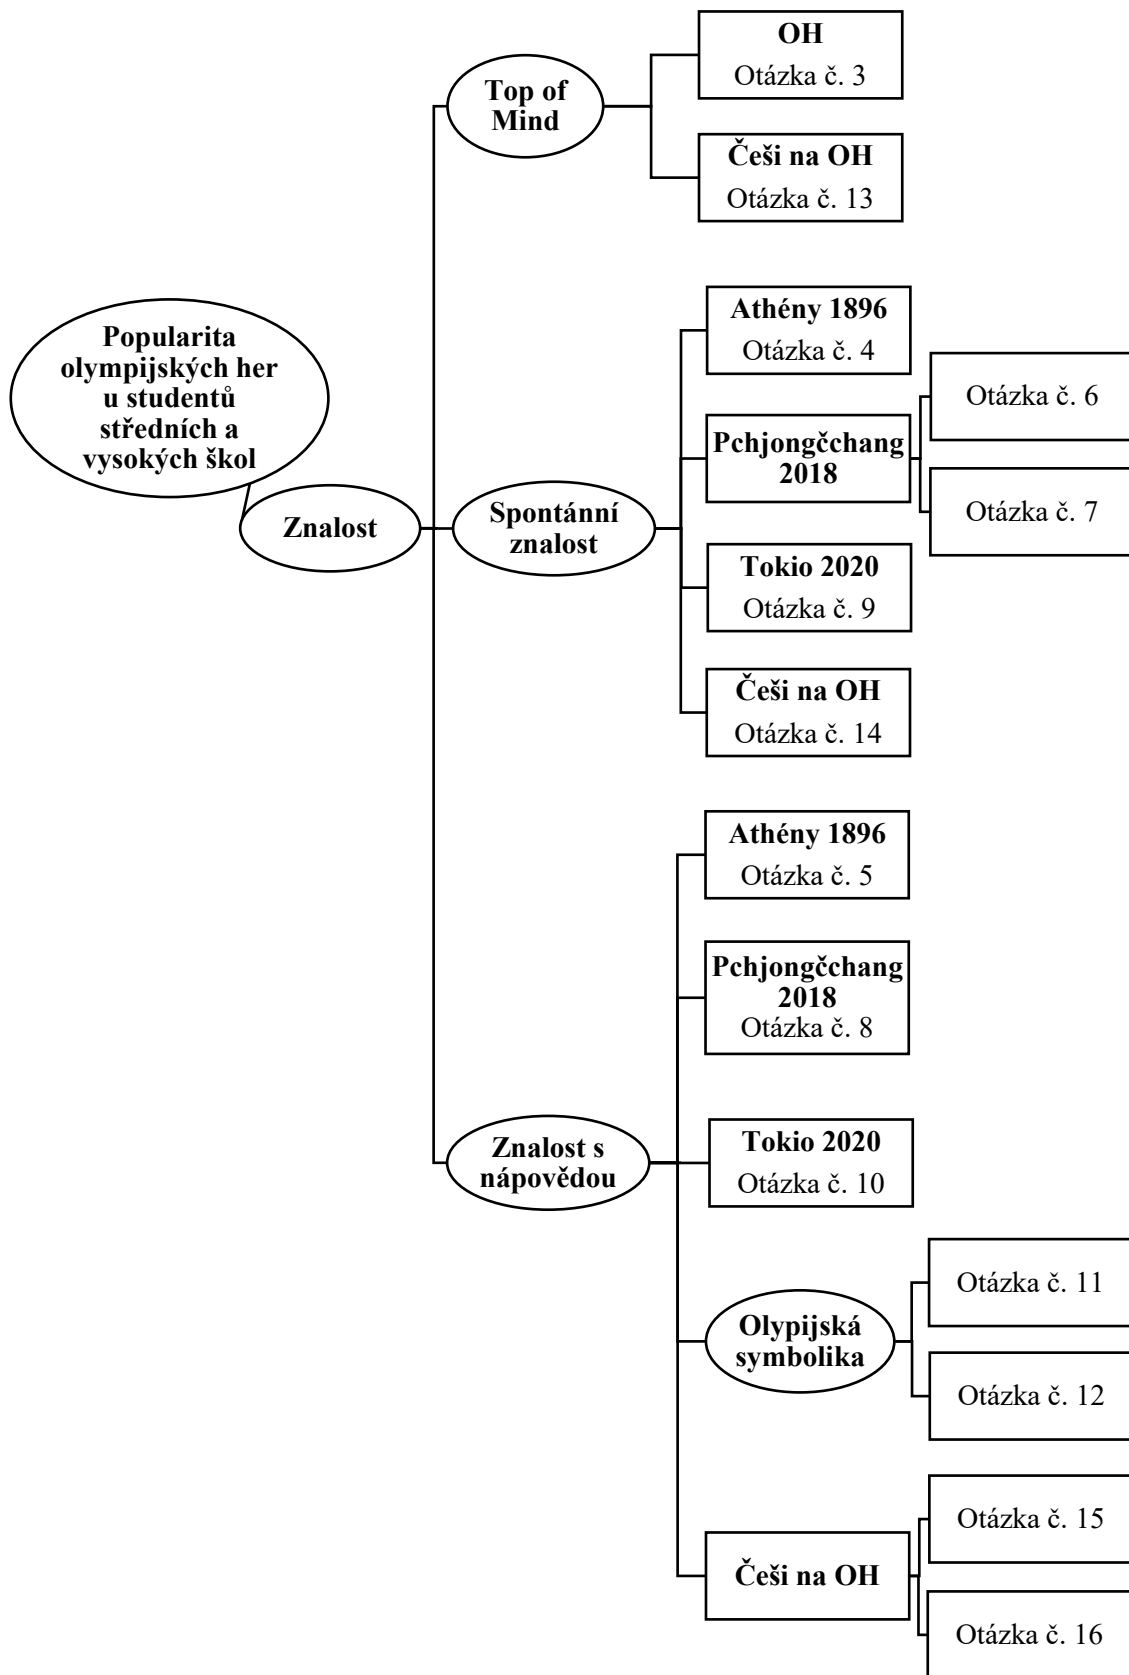 OH
Otázka č. 3
Top of
Mind
Češi na OH
Otázka č. 13
Popularita
olympijských her
u studentů
středních a
vysokých škol
Znalost
Spontánní
znalost
Athény 1896
Otázka č. 4
Pchjongčchang
2018
Otázka č. 6
Otázka č. 7
Tokio 2020
Otázka č. 9
Češi na OH
Otázka č. 14
Znalost s
nápovědou
Athény 1896
Otázka č. 5
Pchjongčchang
2018
Otázka č. 8
Tokio 2020
Otázka č. 10
Olypijská
symbolika
Otázka č. 11
Otázka č. 12
Češi na OH
Otázka č. 15
Otázka č. 16